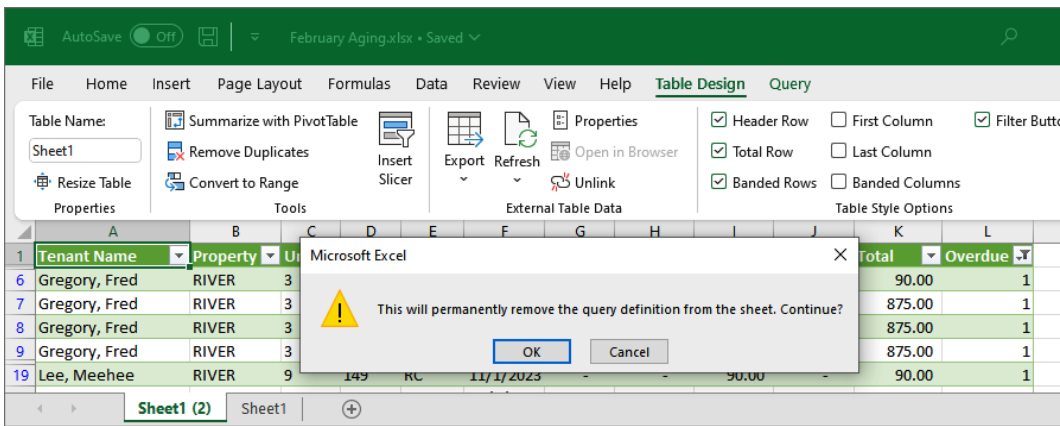 AutoSave Off February Aging.xlsx • Saved
File Home Insert Page Layout Formulas Data Review View Help Table Design Query
Table Name:
Sheet1
Resize Table
Properties
Summarize with PivotTable
Remove Duplicates
Convert to Range
Tools
Insert
Slicer
Export
Refresh
Properties
Open in Browser
Unlink
External Table Data
Header Row First Column Filter Butto
Total Row Last Column
Banded Rows Banded Columns
Table Style Options
A B C D E F G H I J K L
1 Tenant Name Property Un Total Overdue
6 Gregory, Fred RIVER 3 90.00 1
7 Gregory, Fred RIVER 3 875.00 1
8 Gregory, Fred RIVER 3 875.00 1
9 Gregory, Fred RIVER 3 875.00 1
19 Lee, Meehee RIVER 9 149 RC 11/1/2023 - - 90.00 - 90.00 1
Microsoft Excel
This will permanently remove the query definition from the sheet. Continue?
OK Cancel
Sheet1 (2) Sheet1